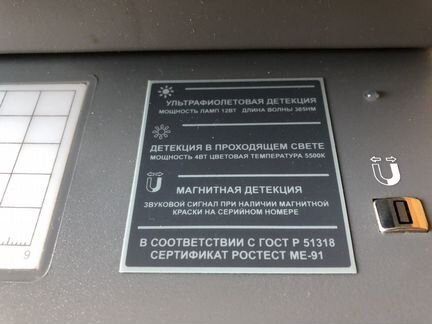 УЛЬТРАФИОЛЕТОВАЯ ДЕТЕКЦИЯ
МОЩНОСТЬ ЛАМП 12ВТ ДЛИНА ВОЛНЫ 365НМ
ДЕТЕКЦИЯ В ПРОХОДЯЩЕМ СВЕТЕ
МОЩНОСТЬ 4ВТ ЦВЕТОВАЯ ТЕМПЕРАТУРА 5500К
МАГНИТНАЯ ДЕТЕКЦИЯ
ЗВУКОВОЙ СИГНАЛ ПРИ НАЛИЧИИ МАГНИТНОЙ
КРАСКИ НА СЕРИЙНОМ НОМЕРЕ
В СООТВЕТСТВИИ С ГОСТ Р 51318
СЕРТИФИКАТ РОСТЕСТ МЕ-91
9